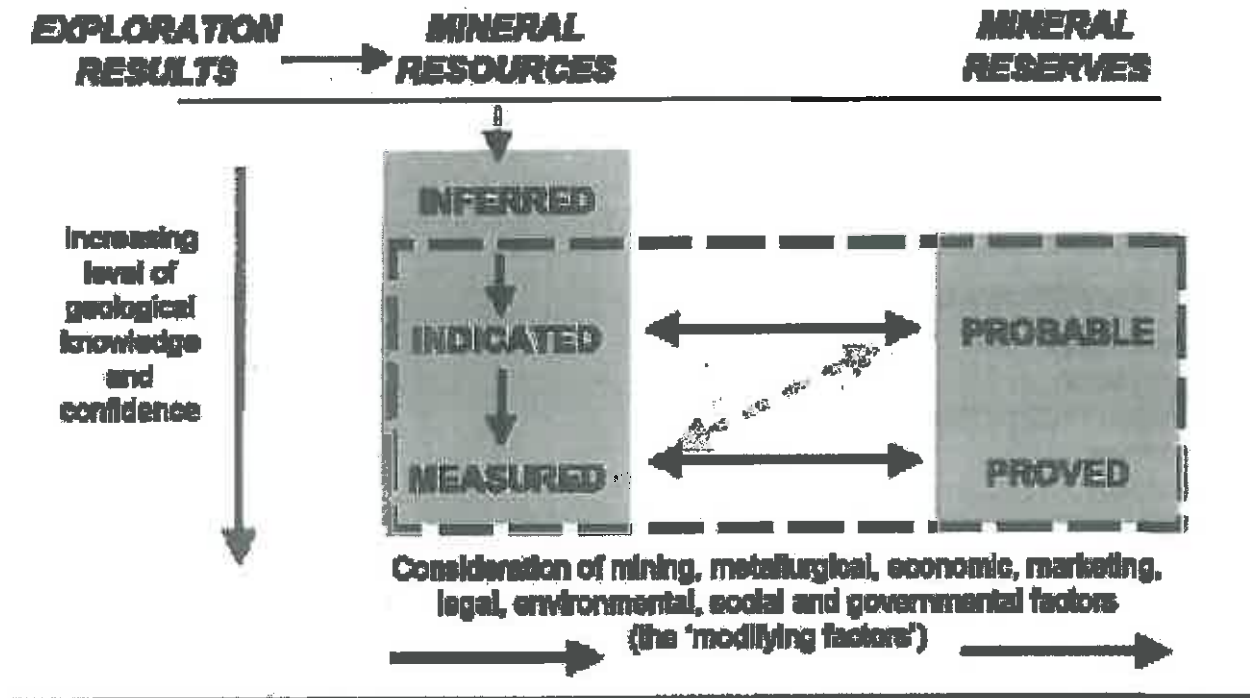 EXPLORATION
RESULTS
MINERAL
RESOURCES
MINERAL
RESERVES
INFERRED
Increasing
level of
geological
knowledge
and
confidence
INDICATED
PROBABLE
MEASURED
PROVED
Consideration of mining, metallurgical, economic, marketing,
legal, environmental, social and governmental factors
(the 'modifying factors')